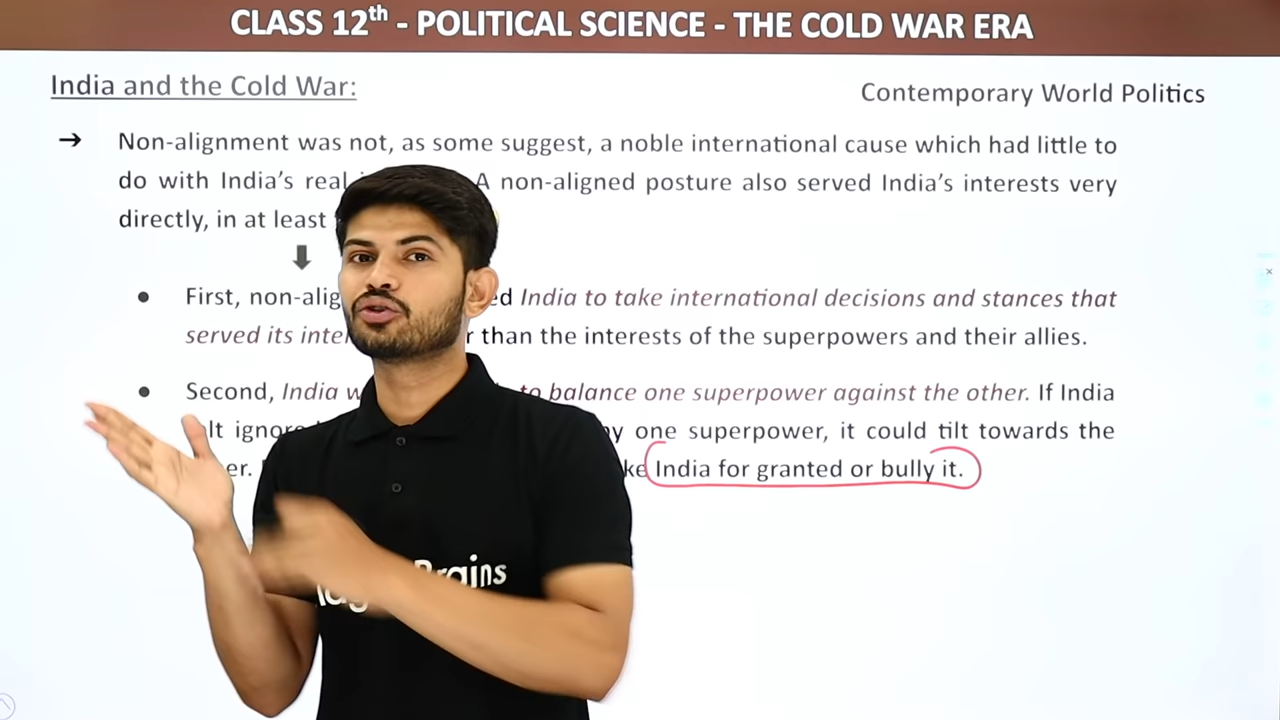 CLASS 12th - POLITICAL SCIENCE - THE COLD WAR ERA
India and the Cold War:
Contemporary World Politics
→ Non-alignment was not, as some suggest, a noble international cause which had little to
do with India's real A non-aligned posture also served India's interests very
directly, in at least
• First, India to take international decisions and stances that
served its than the interests of the superpowers and their allies.
• Second, India to balance one superpower against the other. If India
one superpower, it could tilt towards the
India for granted or bully it.
Brains